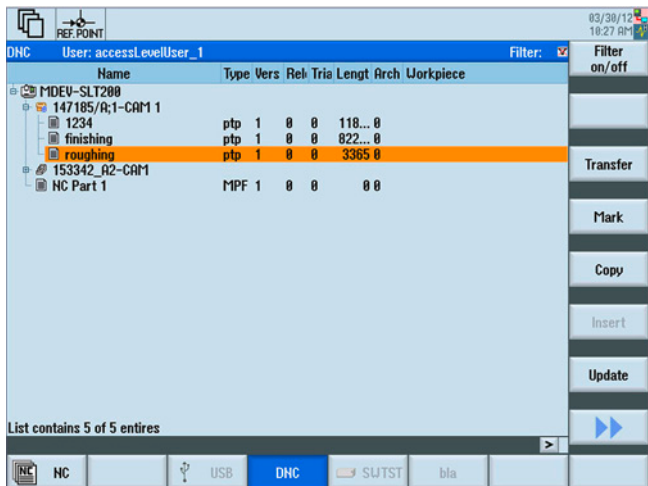 REF. POINT
03/30/12
10:27 AM
DNC User: accessLevelUser_1 Filter:
Filter on/off
Name Type Vers Rel Tria Lengt Arch Workpiece
MDEV-SLT200
147185/A;1-CAM 1
1234 ptp 1 0 0 118... 0
finishing ptp 1 0 0 822... 0
roughing ptp 1 0 0 3365 0
153342_A2-CAM
NC Part 1 MPF 1 0 0 0 0
Transfer
Mark
Copy
Insert
Update
List contains 5 of 5 entires
>
NC NC USB DNC SWTST bla